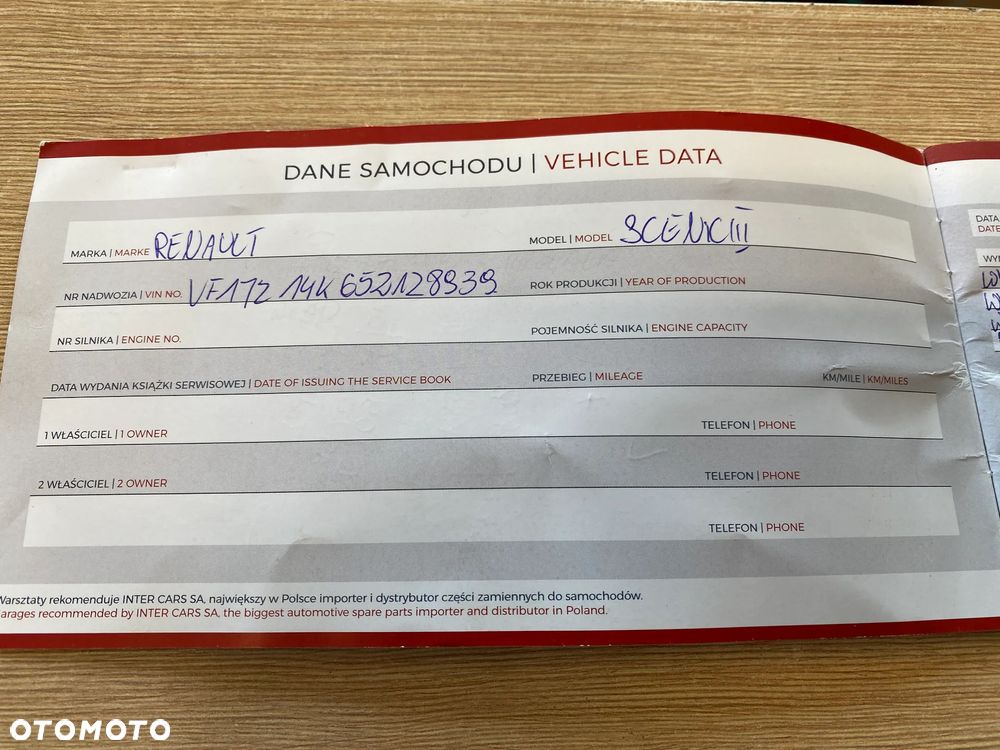 DANE SAMOCHODU | VEHICLE DATA
MARKA | MARKE RENAULT MODEL | MODEL SCENIC III
NR NADWOZIA | VIN NO. VF1JZ14K652128939 ROK PRODUKCJI | YEAR OF PRODUCTION
NR SILNIKA | ENGINE NO. POJEMNOŚĆ SILNIKA | ENGINE CAPACITY
DATA WYDANIA KSIĄŻKI SERWISOWEJ | DATE OF ISSUING THE SERVICE BOOK PRZEBIEG | MILEAGE KM/MILE | KM/MILES
1 WŁAŚCICIEL | 1 OWNER TELEFON | PHONE
2 WŁAŚCICIEL | 2 OWNER TELEFON | PHONE
TELEFON | PHONE
Warsztaty rekomenduje INTER CARS SA, największy w Polsce importer i dystrybutor części zamiennych do samochodów.
arages recommended by INTER CARS SA, the biggest automotive spare parts importer and distributor in Poland.
DATA
DATE
OTOMOTO